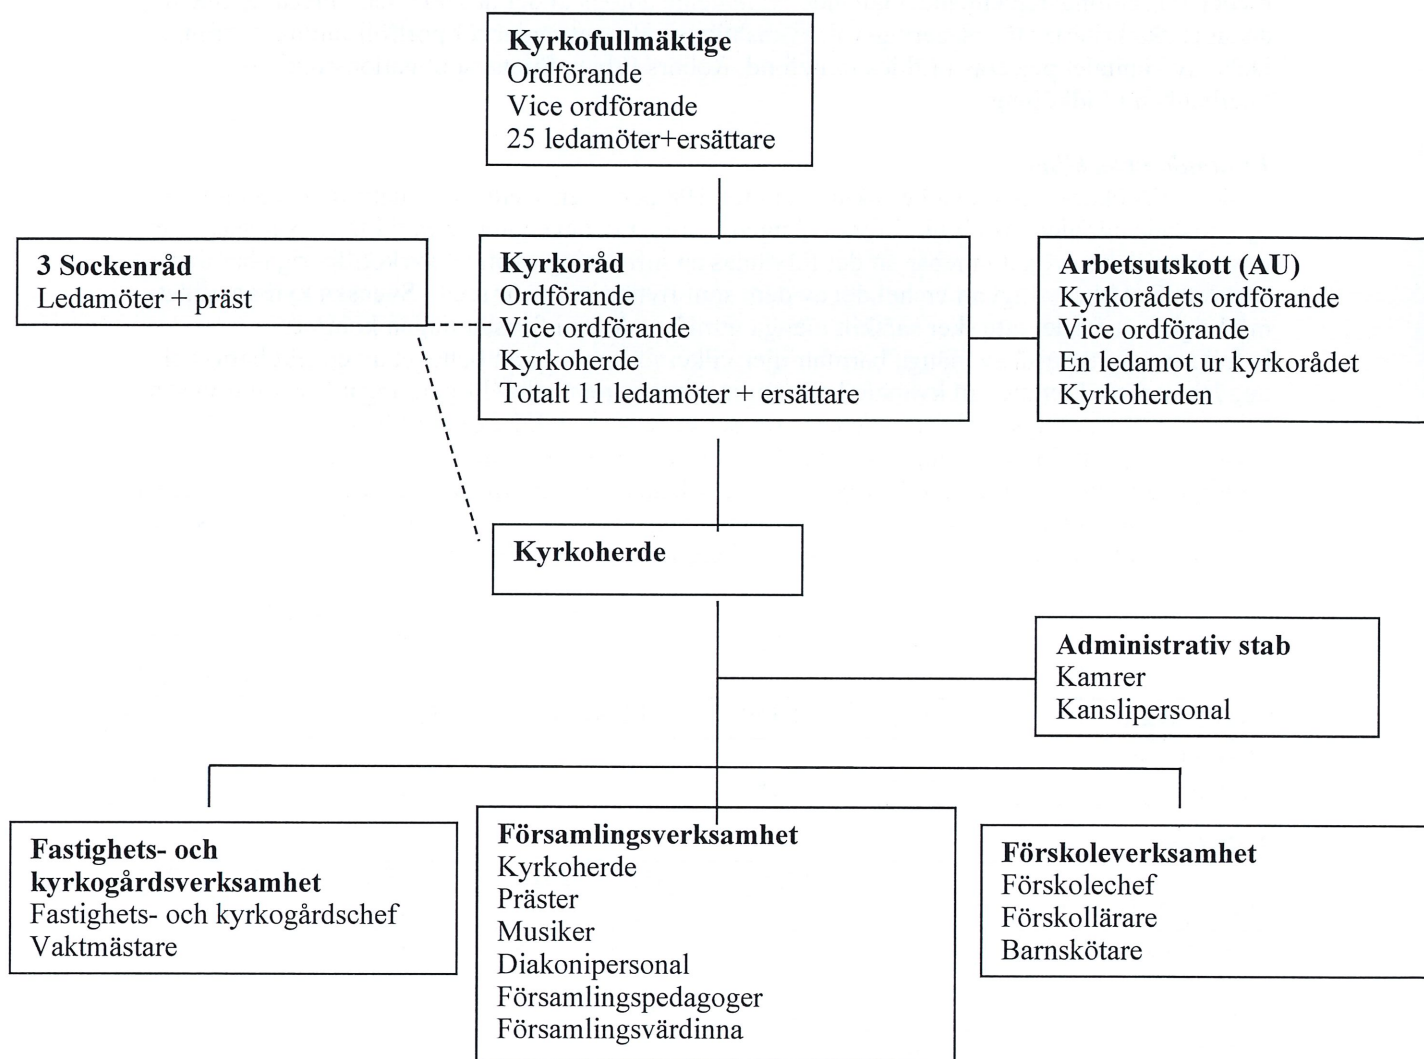 Kyrkofullmäktige
Ordförande
Vice ordförande
25 ledamöter+ersättare
3 Sockenråd
Ledamöter + präst
Kyrkoråd
Ordförande
Vice ordförande
Kyrkoherde
Totalt 11 ledamöter + ersättare
Arbetsutskott (AU)
Kyrkorådets ordförande
Vice ordförande
En ledamot ur kyrkorådet
Kyrkoherden
Kyrkoherde
Administrativ stab
Kamrer
Kanslipersonal
Fastighets- och
kyrkogårdsverksamhet
Fastighets- och kyrkogårdschef
Vaktmästare
Församlingsverksamhet
Kyrkoherde
Präster
Musiker
Diakonipersonal
Församlingspedagoger
Församlingsvärdinna
Förskoleverksamhet
Förskolechef
Förskollärare
Barnskötare